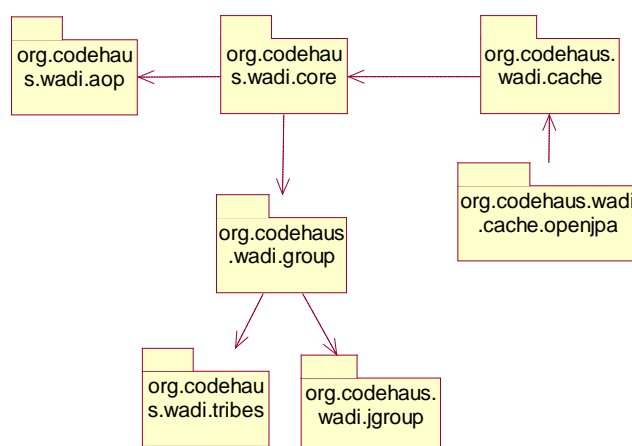 org.codehau
s.wadi.aop
org.codehau
s.wadi.core
org.codehaus.
wadi.cache
org.codehaus
.wadi.group
org.codehaus.wadi
.cache.openjpa
org.codehau
s.wadi.tribes
org.codehaus.
wadi.jgroup